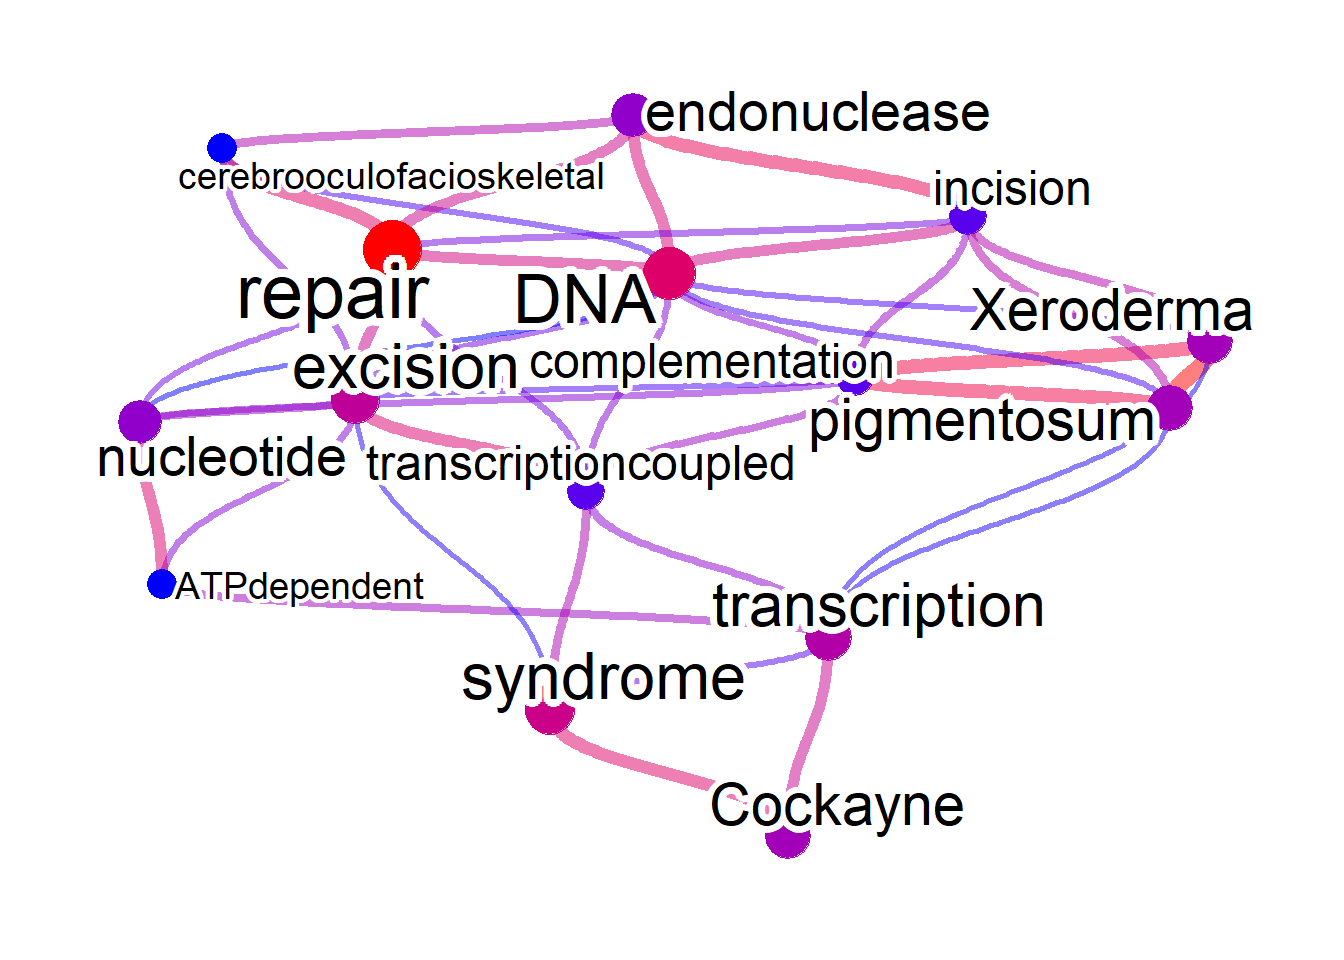 endonuclease
cerebrooculofacioskeletal
incision
repair
DNA
Xeroderma
excision
complementation
pigmentosum
nucleotide
transcriptioncoupled
ATPdependent
transcription
syndrome
Cockayne